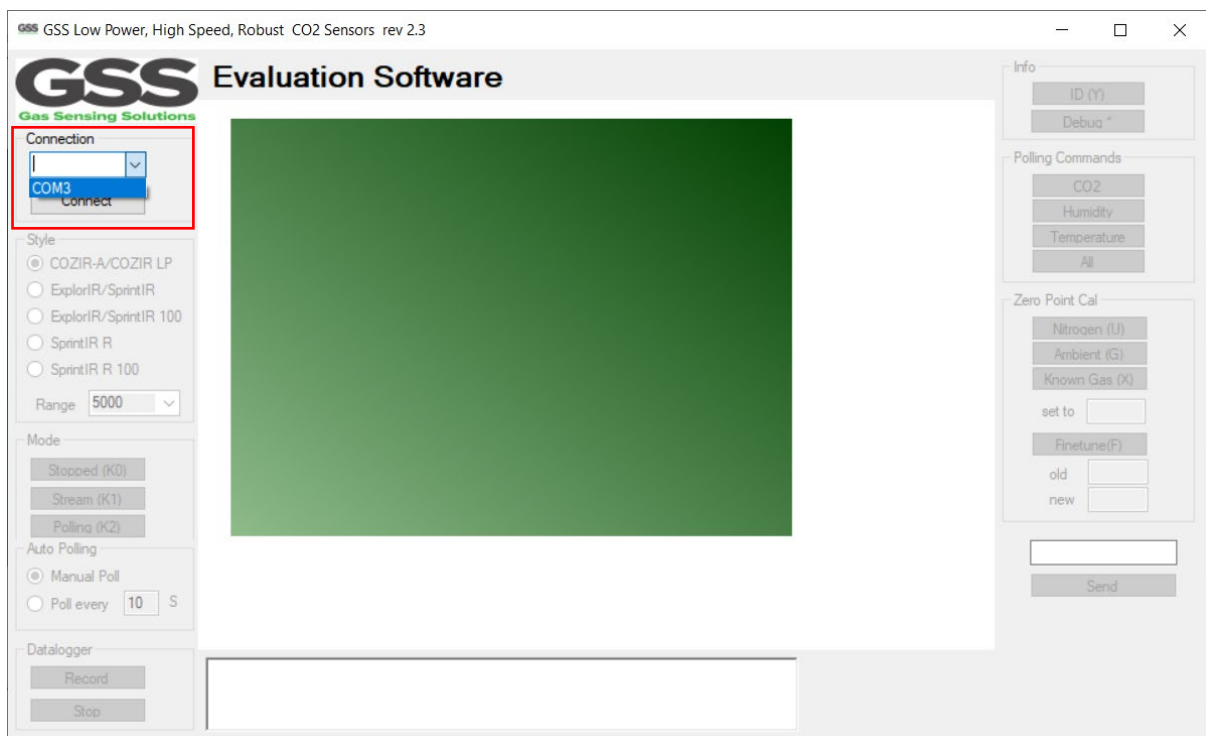 GSS GSS Low Power, High Speed, Robust CO2 Sensors rev 2.3
GSS
Gas Sensing Solutions
Evaluation Software
Connection
COM3
Connect
Style
COZIR-A/COZIR LP
ExplorIR/SprintIR
ExplorIR/SprintIR 100
SprintIR R
SprintIR R 100
Range 5000
Mode
Stopped (K0)
Stream (K1)
Polling (K2)
Auto Polling
Manual Poll
Poll every 10 S
Datalogger
Record
Stop
Info
ID (Y)
Debug *
Polling Commands
CO2
Humidity
Temperature
All
Zero Point Cal
Nitrogen (U)
Ambient (G)
Known Gas (X)
set to
Finetune(F)
old
new
Send